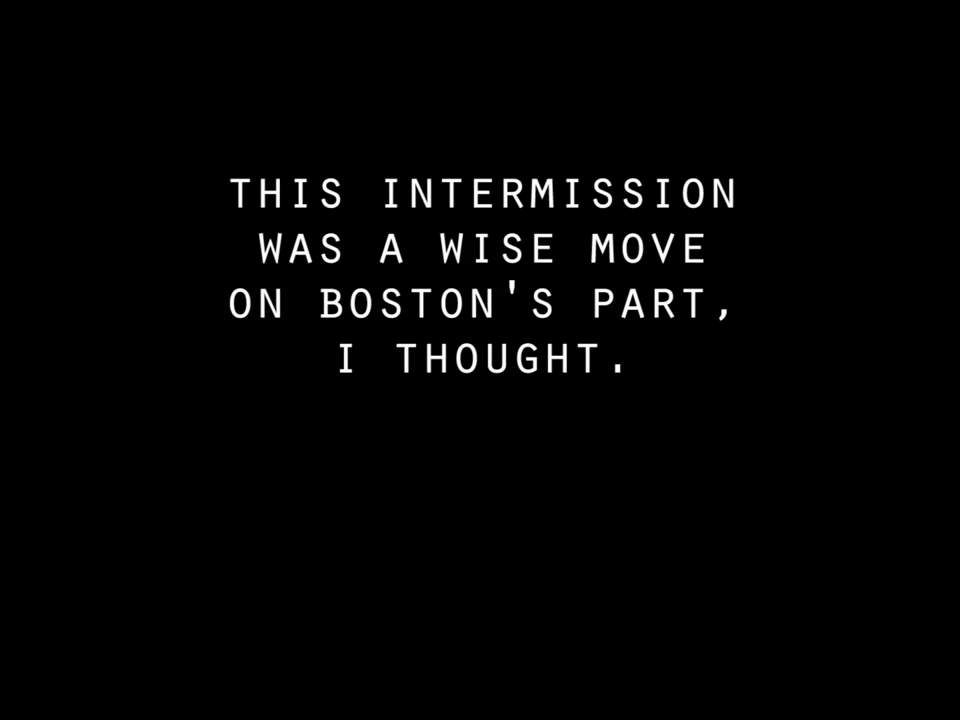 THIS INTERMISSION
WAS A WISE MOVE
ON BOSTON'S PART,
I THOUGHT.